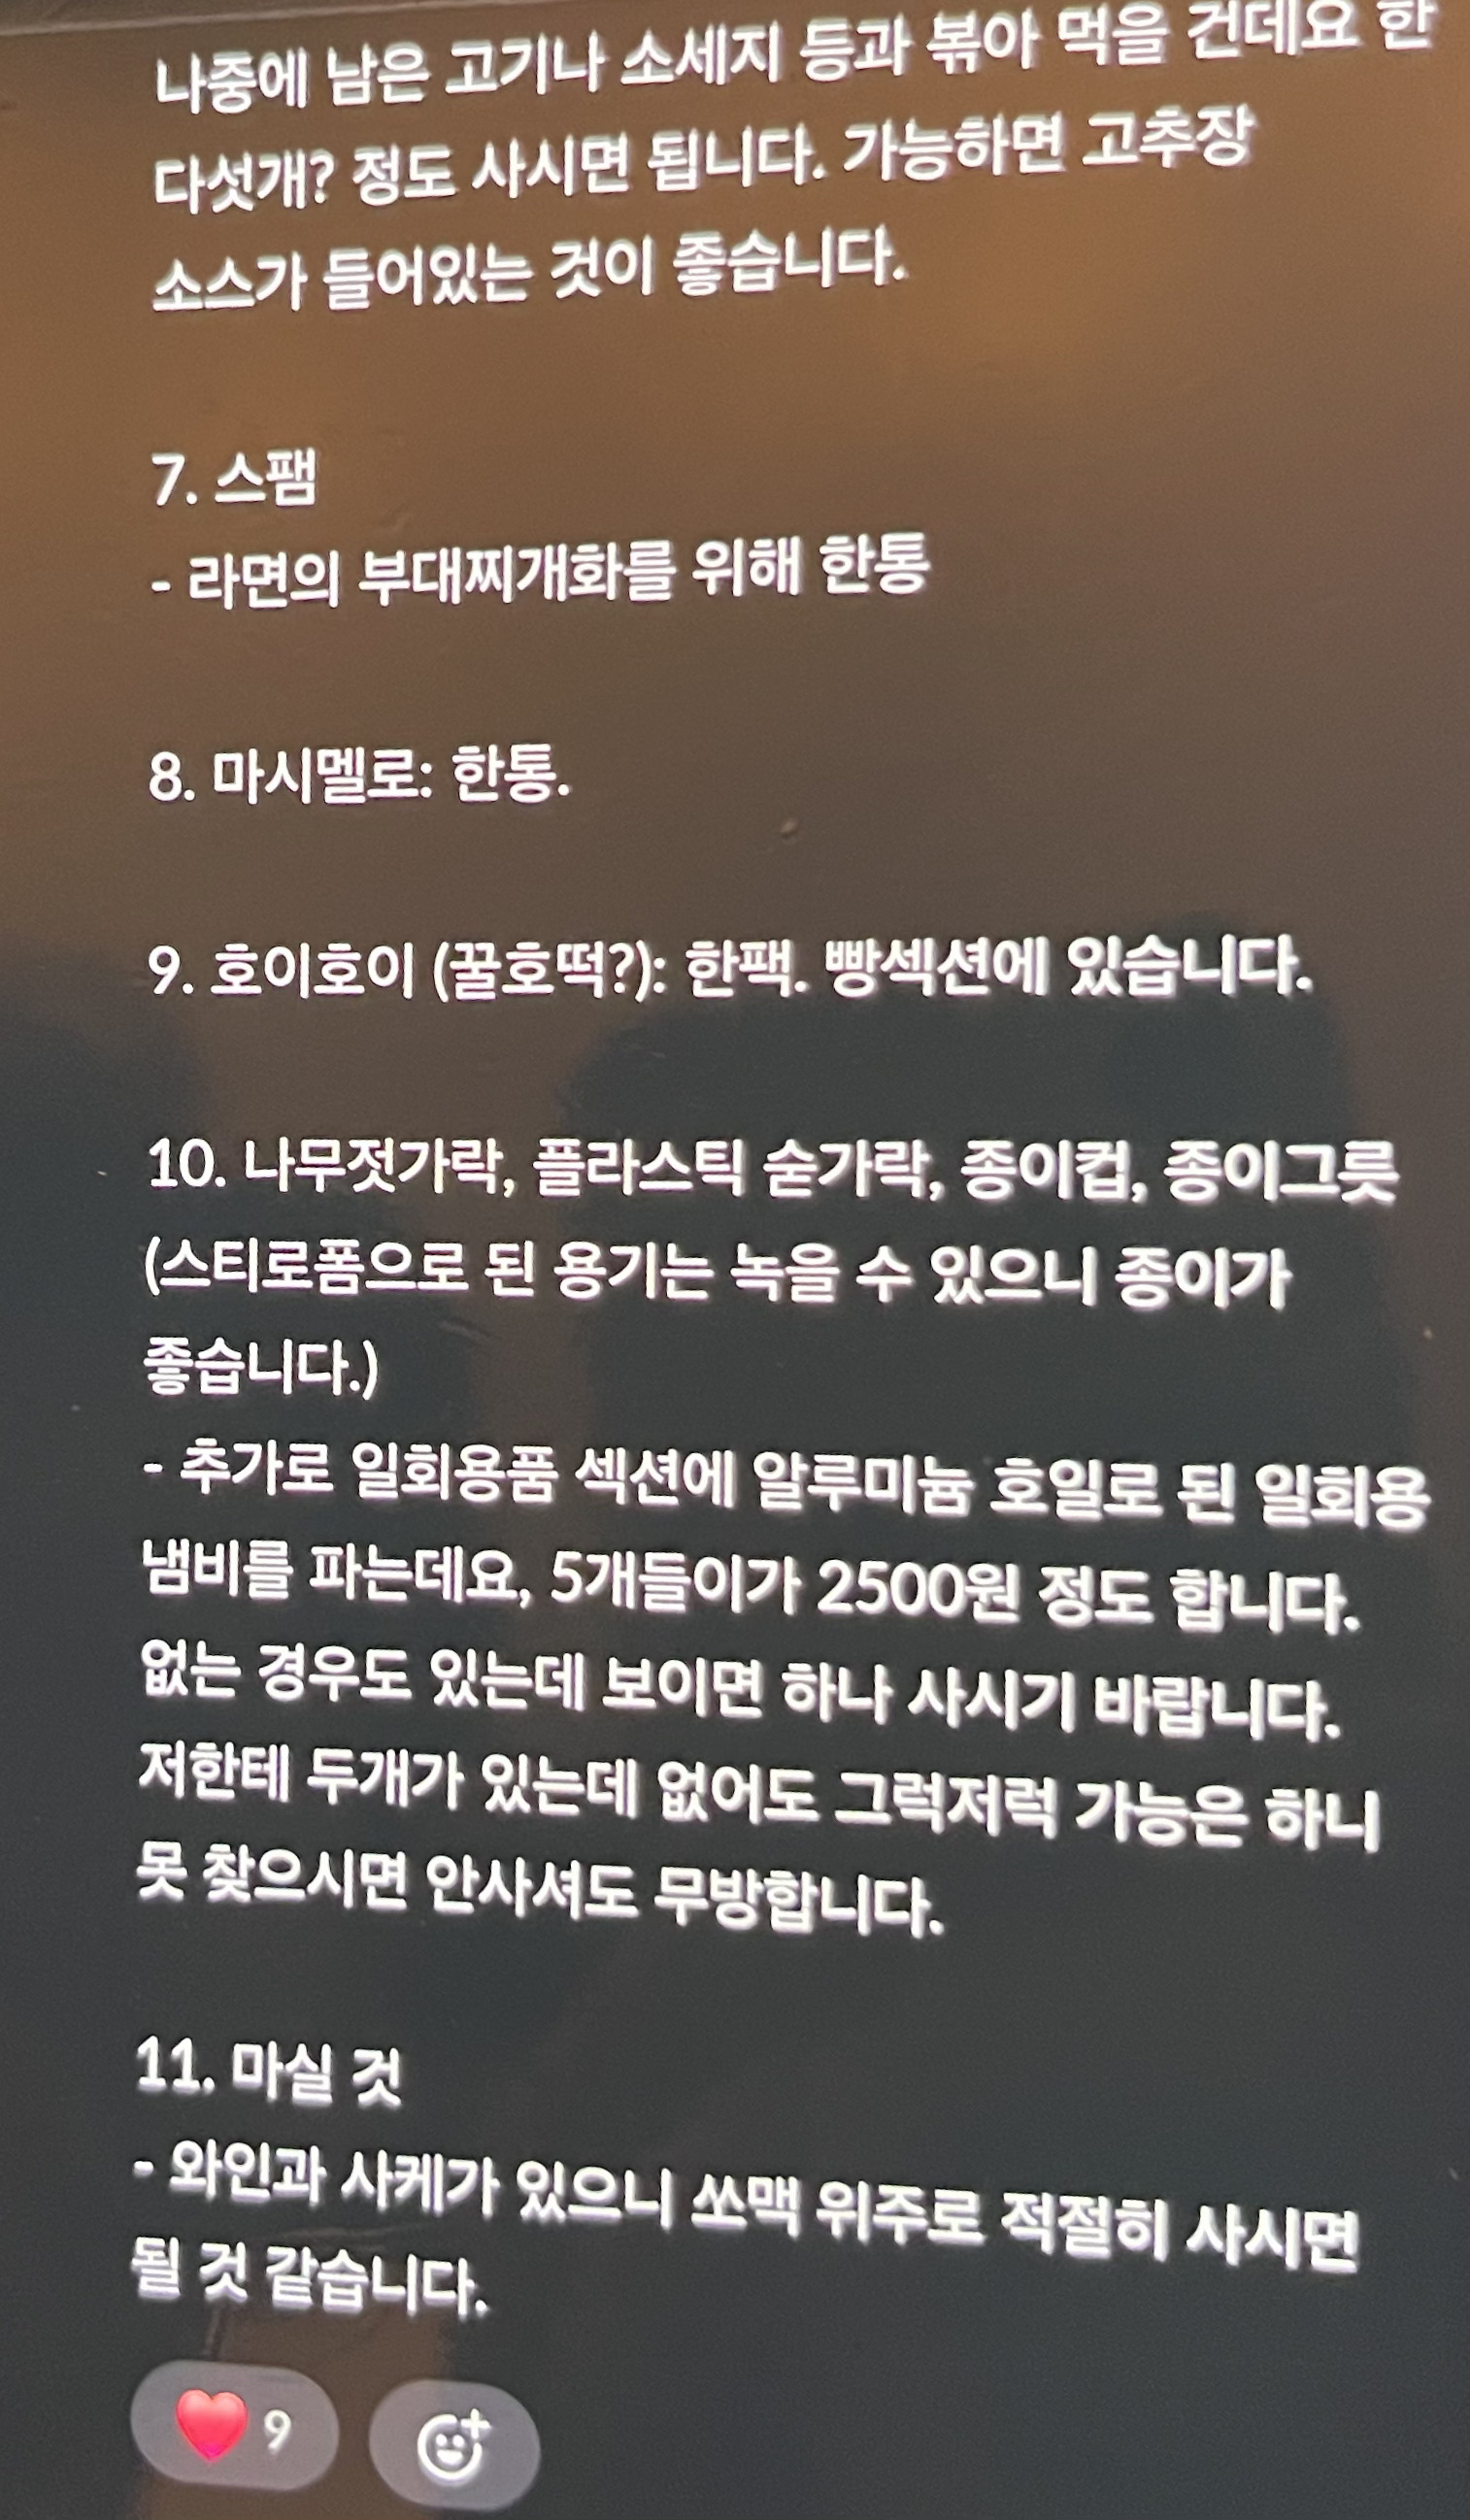 나중에 남은 고기나 소세지 등과 볶아 먹을 건데요 한
다섯개? 정도 사시면 됩니다. 가능하면 고추장
소스가 들어있는 것이 좋습니다.
7. 스팸
- 라면의 부대찌개화를 위해 한통
8. 마시멜로: 한통.
9. 호이호이 (꿀호떡?): 한팩. 빵섹션에 있습니다.
10. 나무젓가락, 플라스틱 숟가락, 종이컵, 종이그릇
(스티로폼으로 된 용기는 녹을 수 있으니 종이가
좋습니다.)
- 추가로 일회용품 섹션에 알루미늄 호일로 된 일회용
냄비를 파는데요, 5개들이가 2500원 정도 합니다.
없는 경우도 있는데 보이면 하나 사시기 바랍니다.
저한테 두개가 있는데 없어도 그럭저럭 가능은 하니
못 찾으시면 안사셔도 무방합니다.
11. 마실 것
- 와인과 사케가 있으니 쏘맥 위주로 적절히 사시면
될 것 같습니다.
9